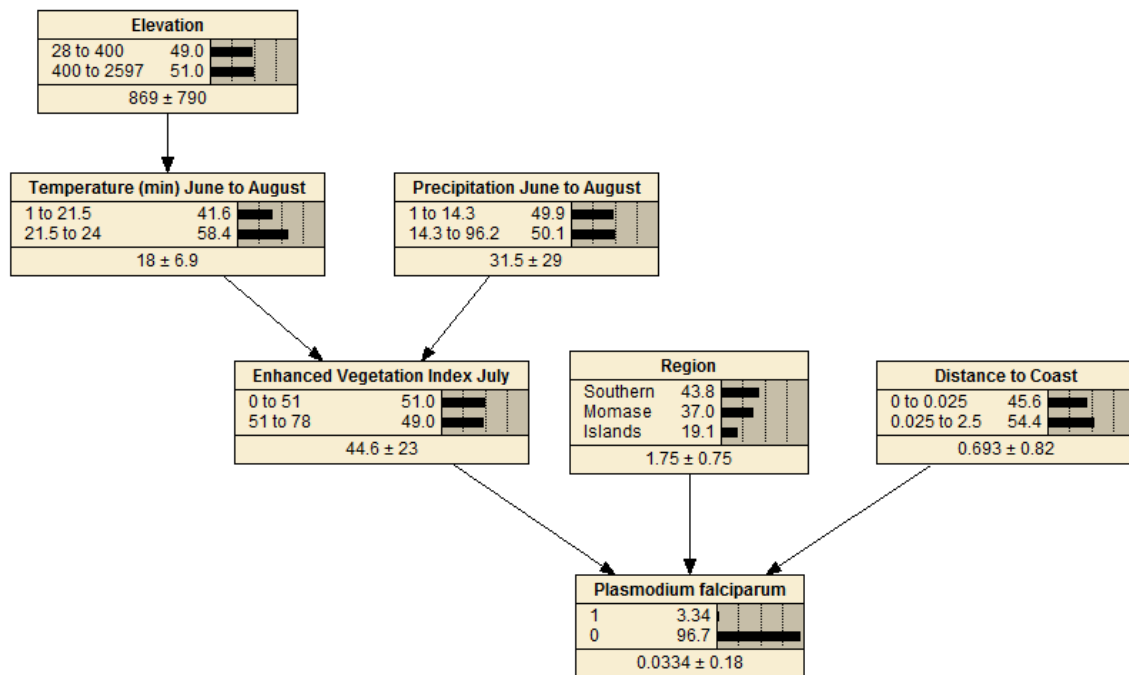 Elevation
28 to 400 49.0
400 to 2597 51.0
869 ± 790
Temperature (min) June to August
1 to 21.5 41.6
21.5 to 24 58.4
18 ± 6.9
Precipitation June to August
1 to 14.3 49.9
14.3 to 96.2 50.1
31.5 ± 29
Enhanced Vegetation Index July
0 to 51 51.0
51 to 78 49.0
44.6 ± 23
Region
Southern 43.8
Momase 37.0
Islands 19.1
1.75 ± 0.75
Distance to Coast
0 to 0.025 45.6
0.025 to 2.5 54.4
0.693 ± 0.82
Plasmodium falciparum
1 3.34
0 96.7
0.0334 ± 0.18